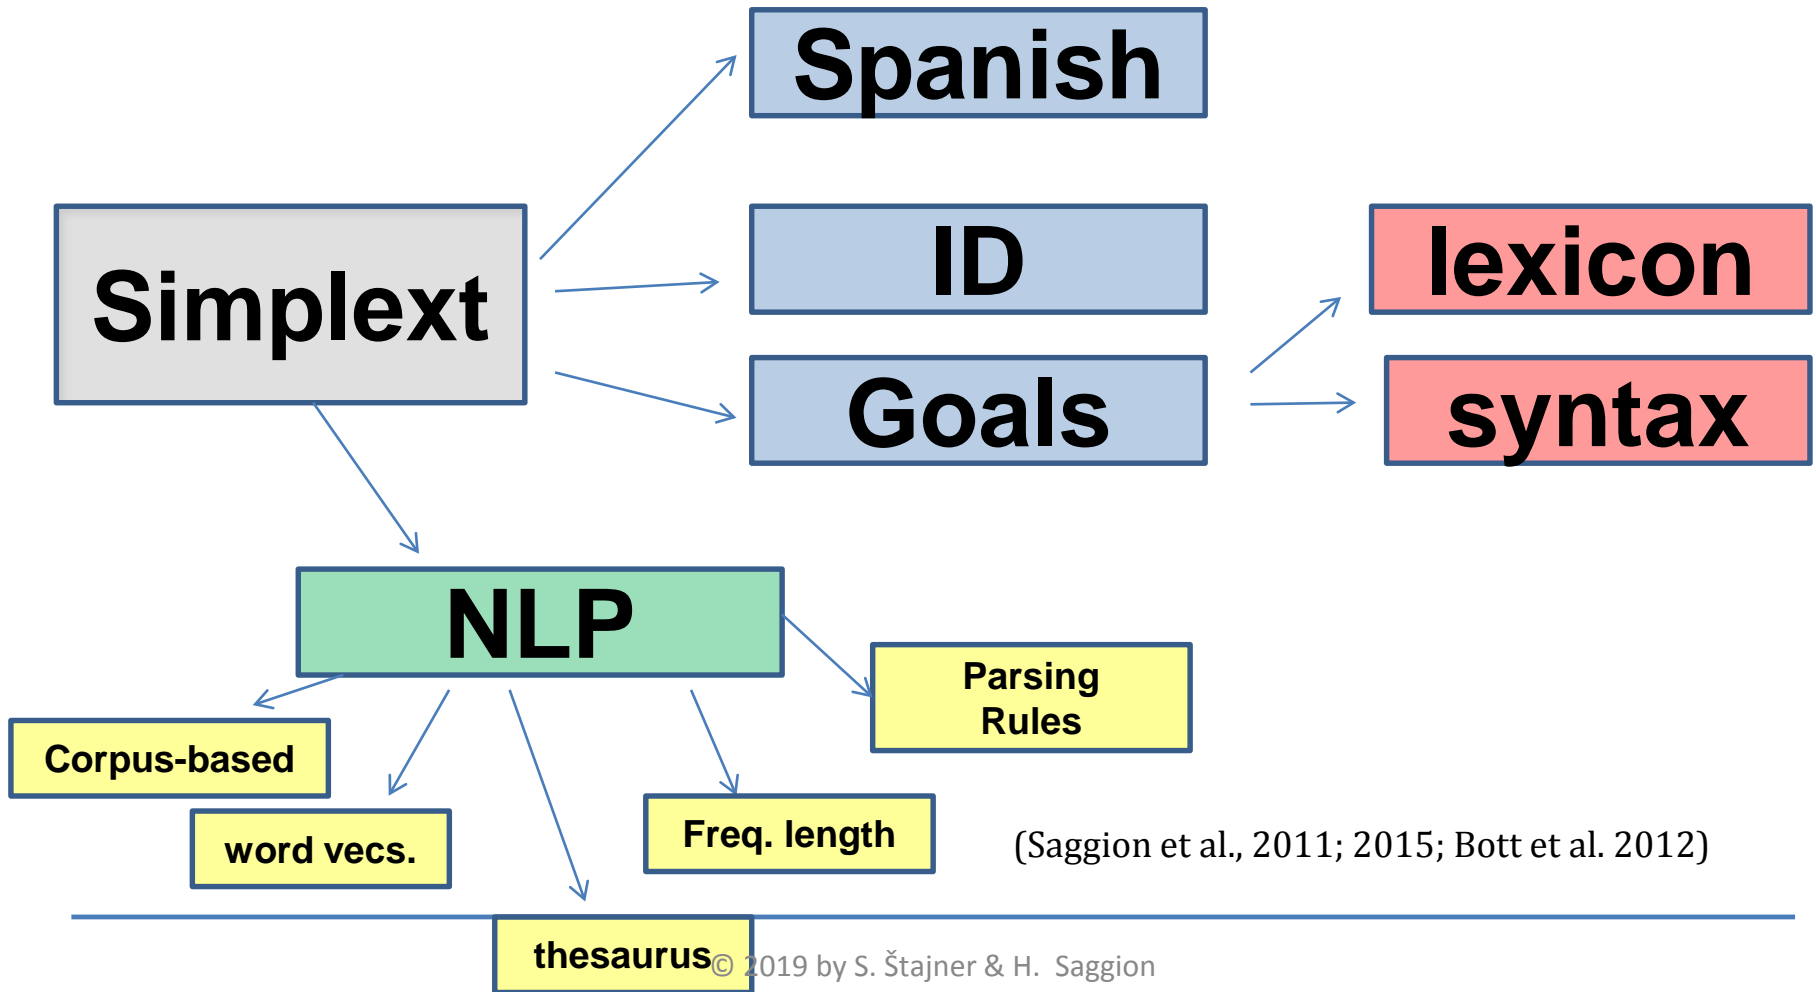 Spanish
Simplext
ID
lexicon
Goals
syntax
NLP
Parsing
Rules
Corpus-based
word vecs.
Freq. length
(Saggion et al., 2011; 2015; Bott et al. 2012)
thesaurus
© 2019 by S. Štajner & H. Saggion